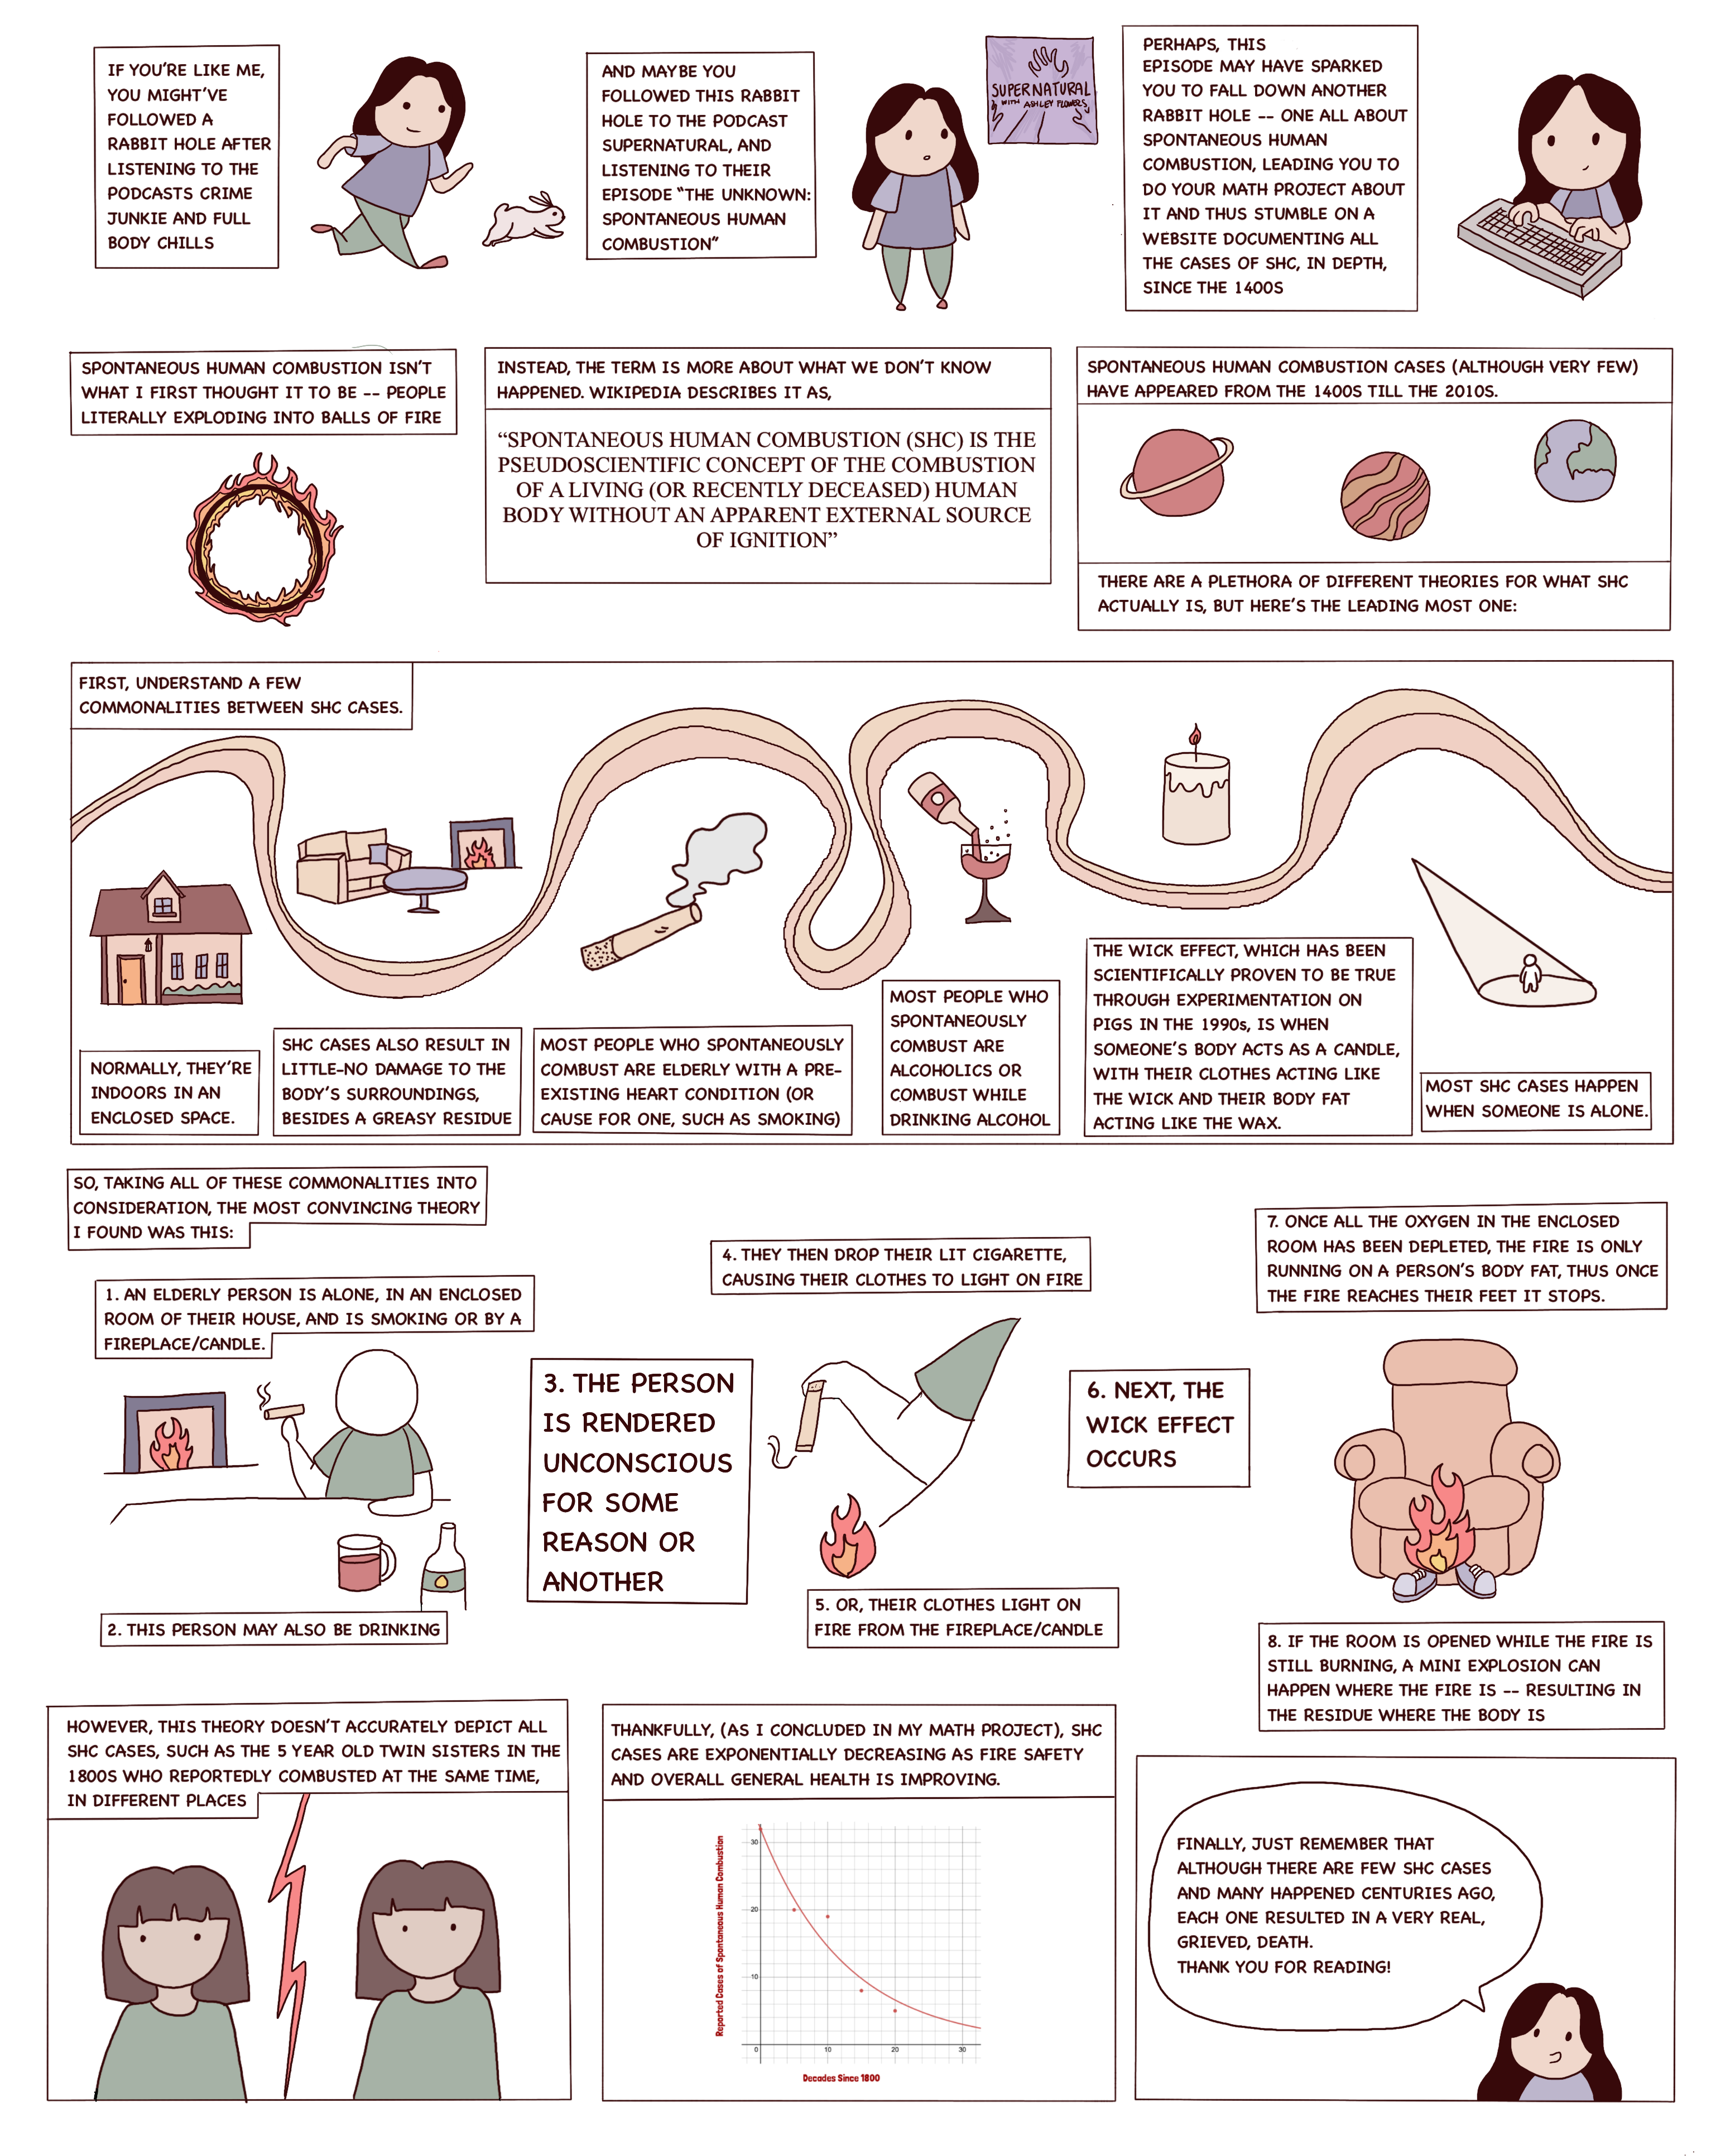 IF YOU'RE LIKE ME,
YOU MIGHT'VE
FOLLOWED A
RABBIT HOLE AFTER
LISTENING TO THE
PODCASTS CRIME
JUNKIE AND FULL
BODY CHILLS
AND MAYBE YOU
FOLLOWED THIS RABBIT
HOLE TO THE PODCAST
SUPERNATURAL, AND
LISTENING TO THEIR
EPISODE "THE UNKNOWN:
SPONTANEOUS HUMAN
COMBUSTION"
SUPERNATURAL
WITH ASHLEY FLOWERS
PERHAPS, THIS
EPISODE MAY HAVE SPARKED
YOU TO FALL DOWN ANOTHER
RABBIT HOLE -- ONE ALL ABOUT
SPONTANEOUS HUMAN
COMBUSTION, LEADING YOU TO
DO YOUR MATH PROJECT ABOUT
IT AND THUS STUMBLE ON A
WEBSITE DOCUMENTING ALL
THE CASES OF SHC, IN DEPTH,
SINCE THE 1400S
SPONTANEOUS HUMAN COMBUSTION ISN'T
WHAT I FIRST THOUGHT IT TO BE -- PEOPLE
LITERALLY EXPLODING INTO BALLS OF FIRE
INSTEAD, THE TERM IS MORE ABOUT WHAT WE DON'T KNOW
HAPPENED. WIKIPEDIA DESCRIBES IT AS,
"SPONTANEOUS HUMAN COMBUSTION (SHC) IS THE
PSEUDOSCIENTIFIC CONCEPT OF THE COMBUSTION
OF A LIVING (OR RECENTLY DECEASED) HUMAN
BODY WITHOUT AN APPARENT EXTERNAL SOURCE
OF IGNITION"
SPONTANEOUS HUMAN COMBUSTION CASES (ALTHOUGH VERY FEW)
HAVE APPEARED FROM THE 1400S TILL THE 2010S.
THERE ARE A PLETHORA OF DIFFERENT THEORIES FOR WHAT SHC
ACTUALLY IS, BUT HERE'S THE LEADING MOST ONE:
FIRST, UNDERSTAND A FEW
COMMONALITIES BETWEEN SHC CASES.
NORMALLY, THEY'RE
INDOORS IN AN
ENCLOSED SPACE.
SHC CASES ALSO RESULT IN
LITTLE-NO DAMAGE TO THE
BODY'S SURROUNDINGS,
BESIDES A GREASY RESIDUE
MOST PEOPLE WHO SPONTANEOUSLY
COMBUST ARE ELDERLY WITH A PRE-
EXISTING HEART CONDITION (OR
CAUSE FOR ONE, SUCH AS SMOKING)
MOST PEOPLE WHO
SPONTANEOUSLY
COMBUST ARE
ALCOHOLICS OR
COMBUST WHILE
DRINKING ALCOHOL
THE WICK EFFECT, WHICH HAS BEEN
SCIENTIFICALLY PROVEN TO BE TRUE
THROUGH EXPERIMENTATION ON
PIGS IN THE 1990s, IS WHEN
SOMEONE'S BODY ACTS AS A CANDLE,
WITH THEIR CLOTHES ACTING LIKE
THE WICK AND THEIR BODY FAT
ACTING LIKE THE WAX.
MOST SHC CASES HAPPEN
WHEN SOMEONE IS ALONE.
SO, TAKING ALL OF THESE COMMONALITIES INTO
CONSIDERATION, THE MOST CONVINCING THEORY
I FOUND WAS THIS:
1. AN ELDERLY PERSON IS ALONE, IN AN ENCLOSED
ROOM OF THEIR HOUSE, AND IS SMOKING OR BY A
FIREPLACE/CANDLE.
2. THIS PERSON MAY ALSO BE DRINKING
3. THE PERSON
IS RENDERED
UNCONSCIOUS
FOR SOME
REASON OR
ANOTHER
4. THEY THEN DROP THEIR LIT CIGARETTE,
CAUSING THEIR CLOTHES TO LIGHT ON FIRE
5. OR, THEIR CLOTHES LIGHT ON
FIRE FROM THE FIREPLACE/CANDLE
6. NEXT, THE
WICK EFFECT
OCCURS
7. ONCE ALL THE OXYGEN IN THE ENCLOSED
ROOM HAS BEEN DEPLETED, THE FIRE IS ONLY
RUNNING ON A PERSON'S BODY FAT, THUS ONCE
THE FIRE REACHES THEIR FEET IT STOPS.
8. IF THE ROOM IS OPENED WHILE THE FIRE IS
STILL BURNING, A MINI EXPLOSION CAN
HAPPEN WHERE THE FIRE IS -- RESULTING IN
THE RESIDUE WHERE THE BODY IS
HOWEVER, THIS THEORY DOESN'T ACCURATELY DEPICT ALL
SHC CASES, SUCH AS THE 5 YEAR OLD TWIN SISTERS IN THE
1800S WHO REPORTEDLY COMBUSTED AT THE SAME TIME,
IN DIFFERENT PLACES
THANKFULLY, (AS I CONCLUDED IN MY MATH PROJECT), SHC
CASES ARE EXPONENTIALLY DECREASING AS FIRE SAFETY
AND OVERALL GENERAL HEALTH IS IMPROVING.
Reported Cases of Spontaneous Human Combustion
30
20
10
0
10
20
30
Decades Since 1800
FINALLY, JUST REMEMBER THAT
ALTHOUGH THERE ARE FEW SHC CASES
AND MANY HAPPENED CENTURIES AGO,
EACH ONE RESULTED IN A VERY REAL,
GRIEVED, DEATH.
THANK YOU FOR READING!